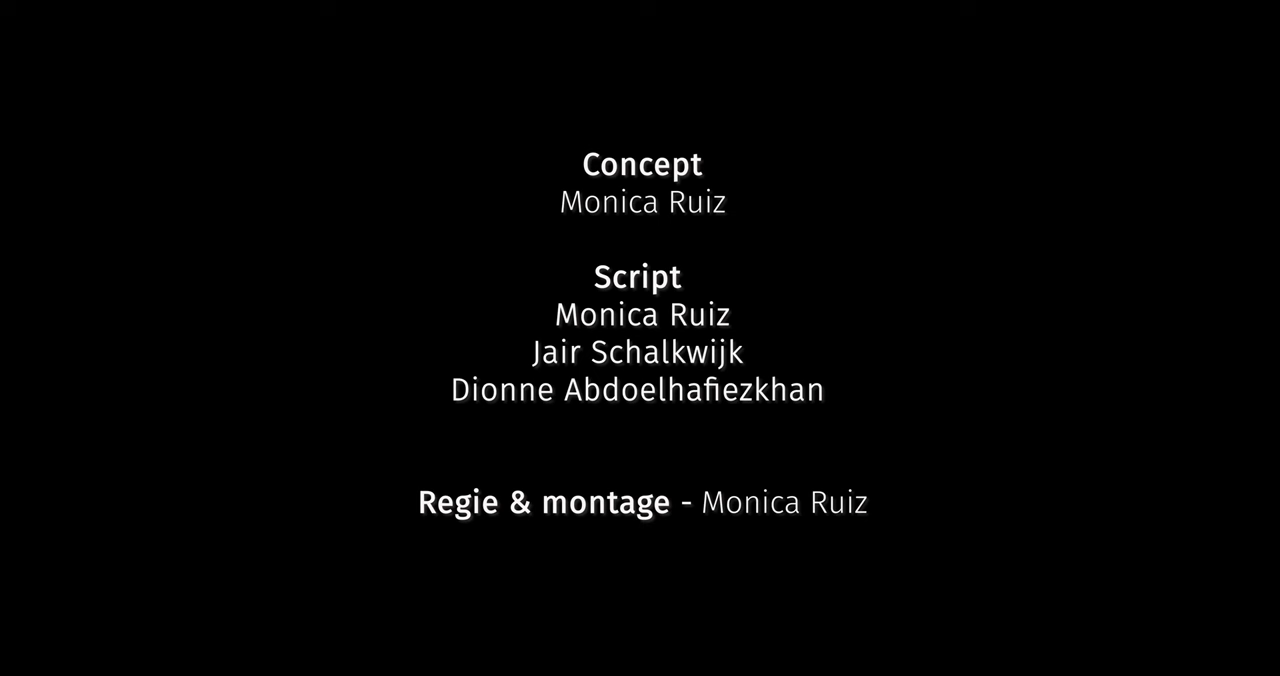 Concept
Monica Ruiz
Script
Monica Ruiz
Jair Schalkwijk
Dionne Abdoelhafiezkhan
Regie & montage - Monica Ruiz